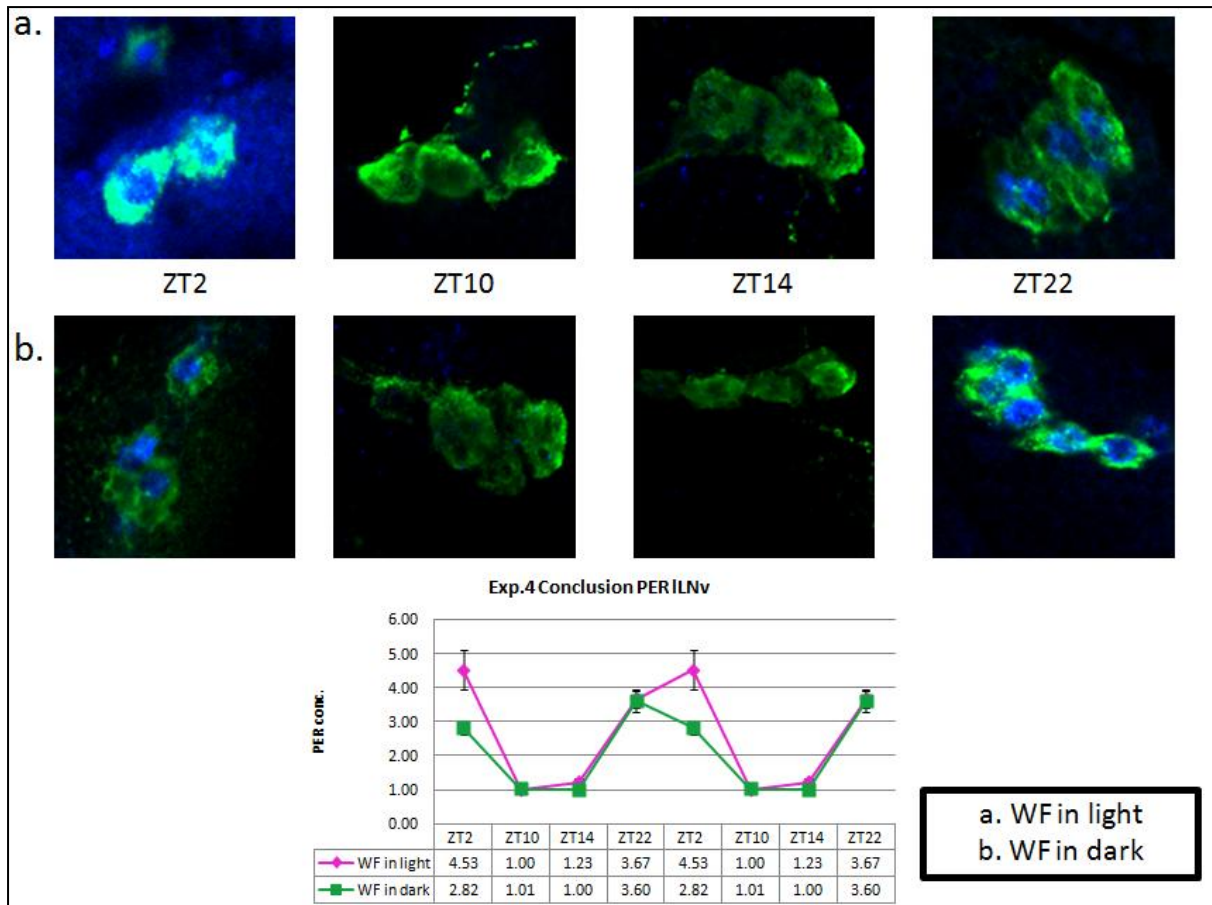 a.
ZT2 ZT10 ZT14 ZT22
b.
Exp.4 Conclusion PER lLNv
6.00
5.00
4.00
3.00
2.00
1.00
0.00
PER conc.
ZT2 ZT10 ZT14 ZT22 ZT2 ZT10 ZT14 ZT22
WF in light 4.53 1.00 1.23 3.67 4.53 1.00 1.23 3.67
WF in dark 2.82 1.01 1.00 3.60 2.82 1.01 1.00 3.60
a. WF in light
b. WF in dark